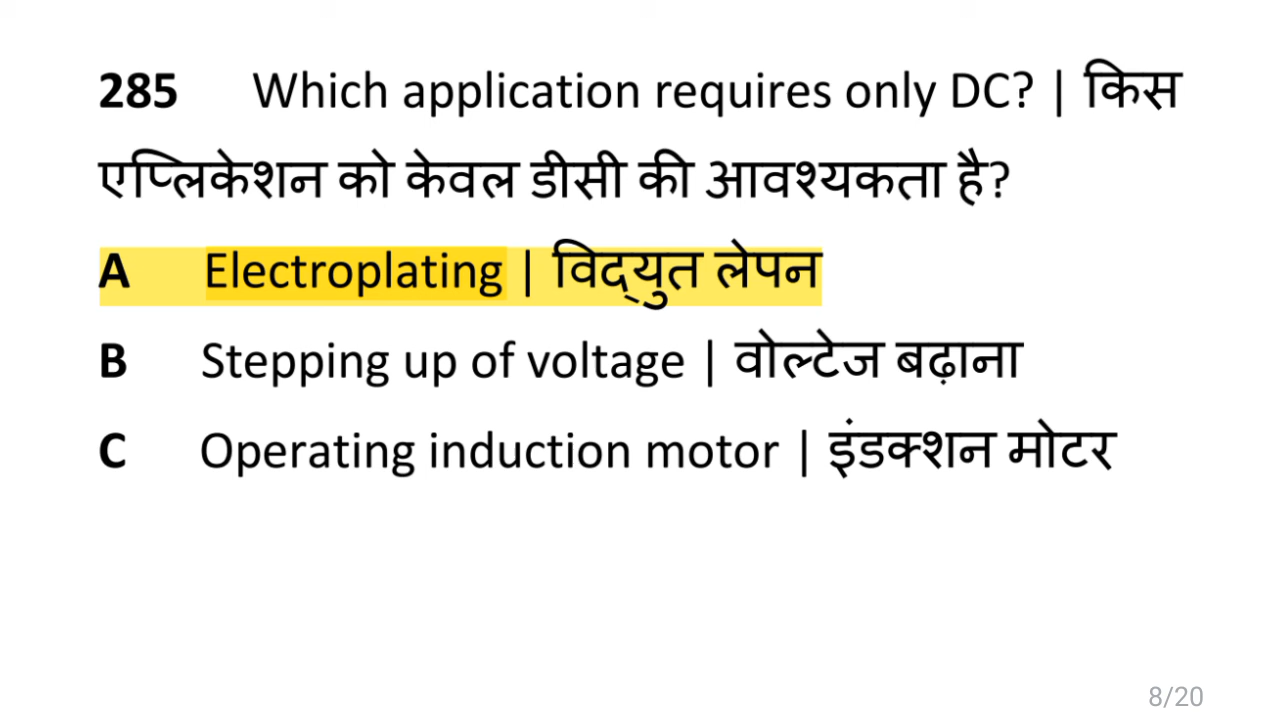 285 Which application requires only DC? | किस
एप्लिकेशन को केवल डीसी की आवश्यकता है?
A Electroplating | विद्‌युत लेपन
B Stepping up of voltage | वोल्टेज बढ़ाना
C Operating induction motor | इंडक्शन मोटर
8/20